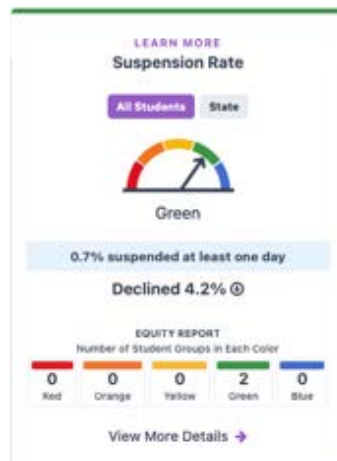 LEARN MORE
Suspension Rate
All Students State
Green
0.7% suspended at least one day
Declined 4.2%
EQUITY REPORT
Number of Student Groups in Each Color
0 0 0 2 0
Red Orange Yellow Green Blue
View More Details →